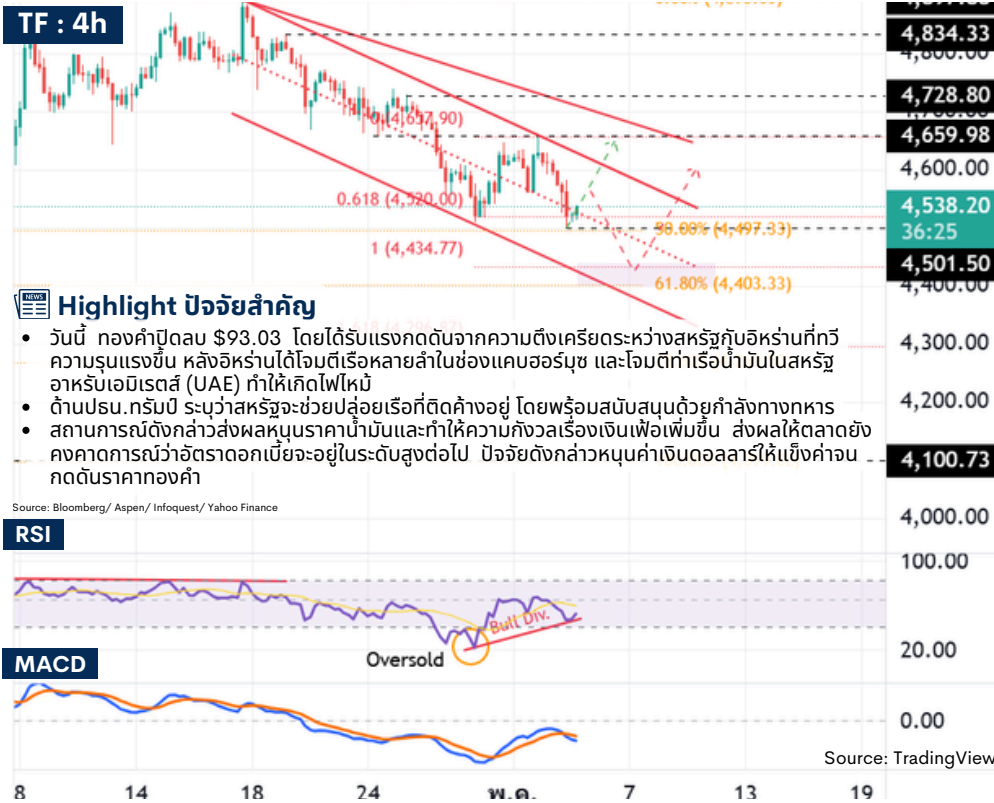 TF : 4h
4,834.33
4,800.00
4,728.80
0 (4,657.90)
4,659.98
4,600.00
0.618 (4,520.00)
4,538.20
36:25
50.00% (4,497.33)
1 (4,434.77)
4,501.50
61.80% (4,403.33)
4,400.00
Highlight ปัจจัยสำคัญ
NEWS
• วันนี้ ทองคำปิดลบ $93.03 โดยได้รับแรงกดดันจากความตึงเครียดระหว่างสหรัฐกับอิหร่านที่ทวี
ความรุนแรงขึ้น หลังอิหร่านได้โจมตีเรือหลายลำในช่องแคบฮอร์มุซ และโจมตีท่าเรือน้ำมันในสหรัฐ
อาหรับเอมิเรตส์ (UAE) ทำให้เกิดไฟไหม้
• ด้านปธน.ทรัมป์ ระบุว่าสหรัฐจะช่วยปล่อยเรือที่ติดค้างอยู่ โดยพร้อมสนับสนุนด้วยกำลังทางทหาร
• สถานการณ์ดังกล่าวส่งผลหนุนราคาน้ำมันและทำให้ความกังวลเรื่องเงินเฟ้อเพิ่มขึ้น ส่งผลให้ตลาดยัง
คงคาดการณ์ว่าอัตราดอกเบี้ยจะอยู่ในระดับสูงต่อไป ปัจจัยดังกล่าวหนุนค่าเงินดอลลาร์ให้แข็งค่าจน
กดดันราคาทองคำ
4,300.00
4,200.00
4,100.73
4,000.00
Source: Bloomberg/ Aspen/ Infoquest/ Yahoo Finance
RSI
100.00
Bull Div.
Oversold
20.00
MACD
0.00
Source: TradingView
8 14 18 24 พ.ค. 7 13 19